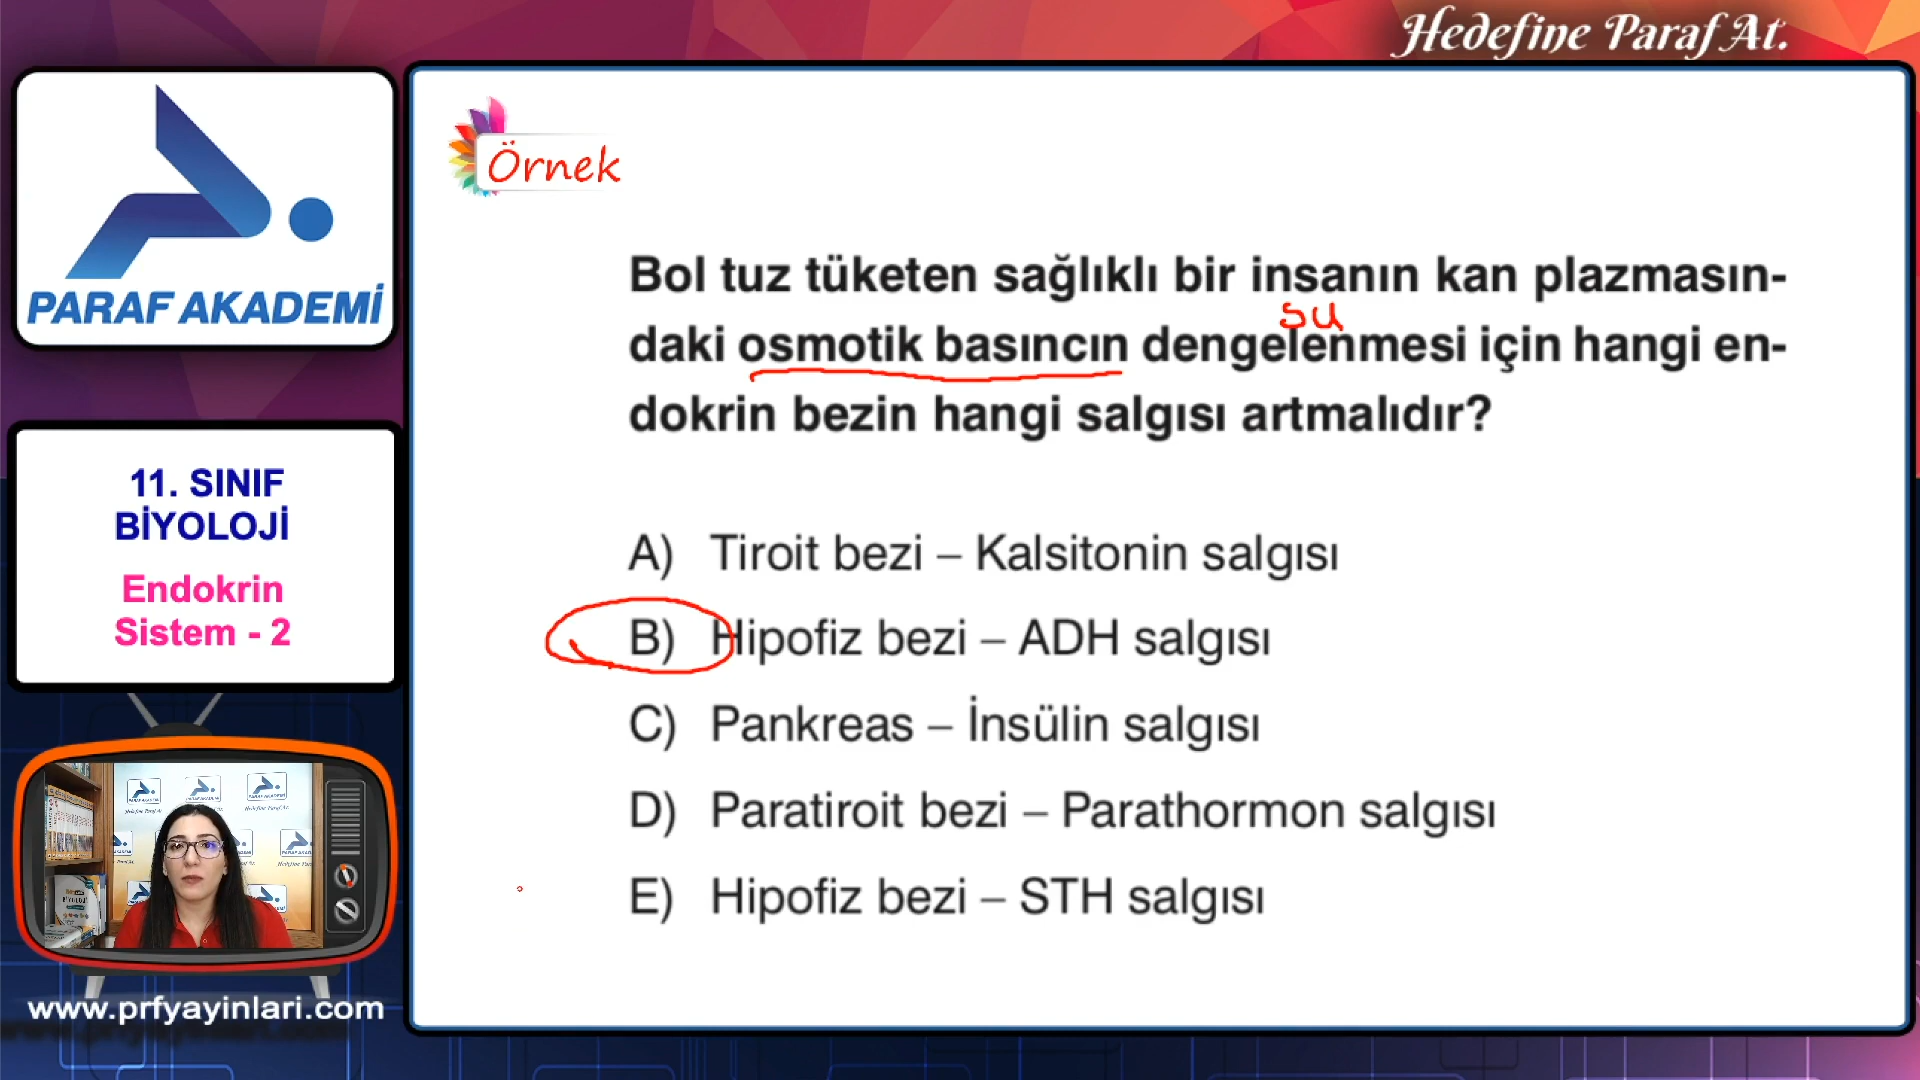 Hedefine Paraf At.
PARAF AKADEMİ
11. SINIF
BİYOLOJİ
Endokrin
Sistem - 2
www.prfyayinlari.com
Örnek
Bol tuz tüketen sağlıklı bir insanın kan plazmasın-
su
daki osmotik basıncın dengelenmesi için hangi en-
dokrin bezin hangi salgısı artmalıdır?
A) Tiroit bezi – Kalsitonin salgısı
B) Hipofiz bezi – ADH salgısı
C) Pankreas – İnsülin salgısı
D) Paratiroit bezi – Parathormon salgısı
E) Hipofiz bezi – STH salgısı